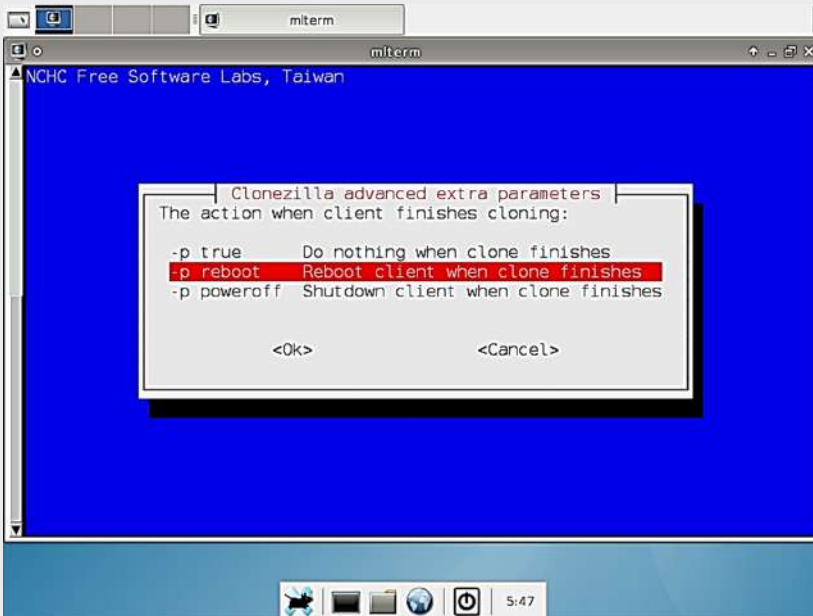 mlterm
mlterm
NCHC Free Software Labs, Taiwan
Clonezilla advanced extra parameters
The action when client finishes cloning:
-p true Do nothing when clone finishes
-p reboot Reboot client when clone finishes
-p poweroff Shutdown client when clone finishes
<Ok> <Cancel>
5:47